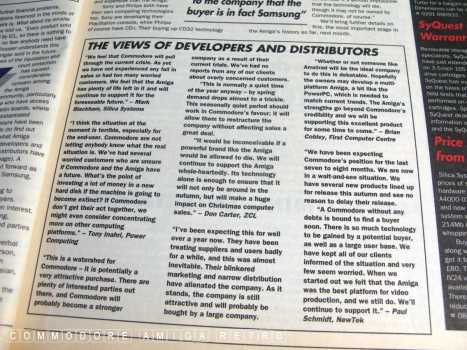 to the company that the
buyer is in fact Samsung"
THE VIEWS OF DEVELOPERS AND DISTRIBUTORS
"We feel that Commodore will pull
through the current crisis. As yet
we have not experienced any fall in
sales or had too many worried
customers. We feel that the Amiga
has plenty of life left in it and will
continue to support it for the
foreseeable future." – Mark
Blackham, Silica Systems
"I think the situation at the
moment is terrible, especially for
the end-user. Commodore are not
letting anybody know what the real
situation is. We've had several
worried customers who are unsure
if Commodore and the Amiga have
a future. What's the point of
investing a lot of money in a new
hard disk if the machine is going to
become extinct? If Commodore
don't get their act together, we
might even consider concentrating
more on other computing
platforms." – Tony Ianiri, Power
Computing
"This is a watershed for
Commodore – it is potentially a
very attractive purchase. There are
plenty of interested parties out
there, and Commodore will
probably become a stronger
company as a result of their
current trials. We've had no
reports from any of our clients
about overly concerned customers.
"This is normally a quiet time
of the year anyway – by spring
demand drops almost to a trickle.
This seasonally quiet period should
work in Commodore's favour; it will
allow them to restructure the
company without affecting sales a
great deal.
"It would be inconceivable if a
powerful brand like the Amiga
would be allowed to die. We will
continue to support the Amiga
whole-heartedly. Its technology
alone is enough to ensure that it
will not only be around in the
autumn, but will make a huge
impact on Christmas computer
sales." – Don Carter, ZCL
"I've been expecting this for well
over a year now. They have been
treating suppliers and users badly
for a while, and this was almost
inevitable. Their blinkered
marketing and narrow distribution
have alienated the company. As it
stands, the company is still
attractive and will probably be
bought by a large company.
"Whether or not someone like
Amstrad will be the ideal company
to do this is debatable. Hopefully
the owners may develop a multi-
platform Amiga, a bit like the
PowerPC, which is needed to
match current trends. The Amiga's
strengths go beyond Commodore's
credibility and we will be
supporting this excellent product
for some time to come." – Brian
Cobley, First Computer Centre
"We have been expecting
Commodore's position for the last
seven to eight months. We are now
in a wait-and-see situation. We
have several new products lined up
for release this autumn and see no
reason to delay their release.
"A Commodore without any
debts is bound to find a buyer
soon. There is so much technology
to be gained by a potential buyer,
as well as a large user base. We
have kept all of our clients
informed of the situation and very
few seem worried. When we
started out we felt that the Amiga
was the best platform for video
production, and we still do. We'll
continue to support it." – Paul
Schmidt, NewTek
SyQuest
Warrant
Price
from
COMMODORE AMIGA RETRO